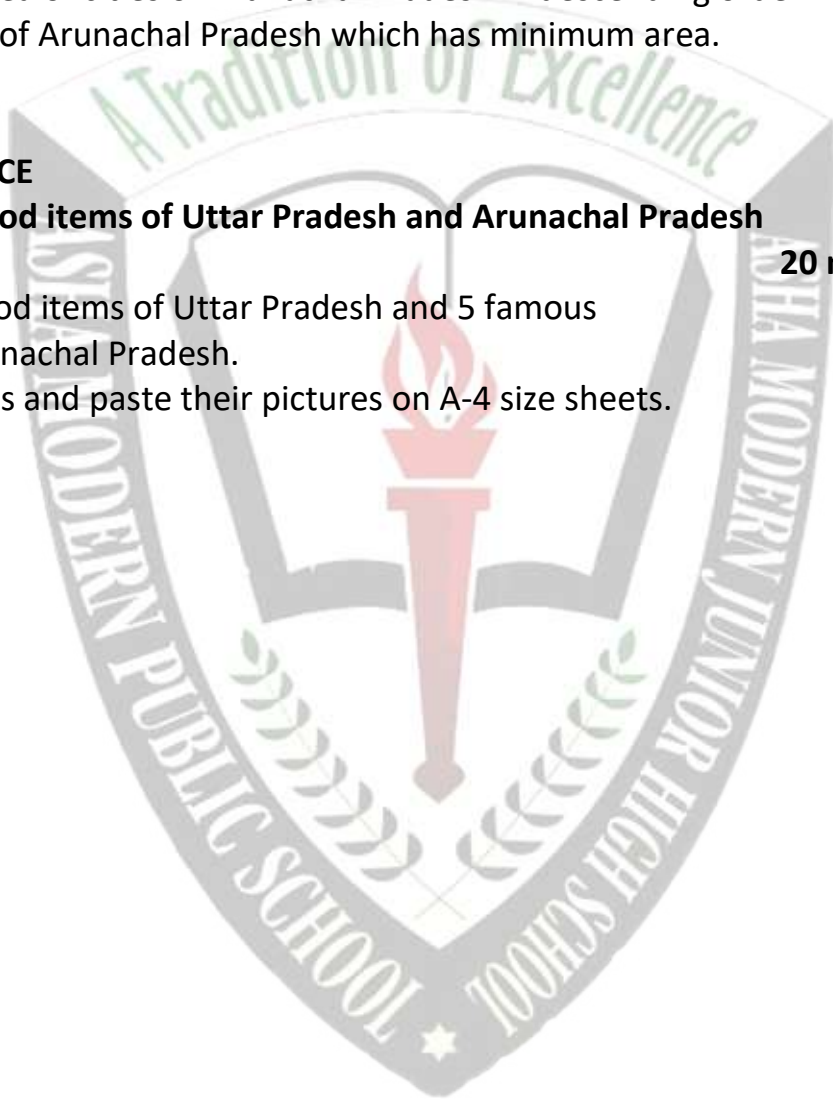 of Arunachal Pradesh which has minimum area.
A Tradition of Excellence
CE
od items of Uttar Pradesh and Arunachal Pradesh
20
od items of Uttar Pradesh and 5 famous
nachal Pradesh.
s and paste their pictures on A-4 size sheets.
ASHA MODERN PUBLIC SCHOOL
ASHA MODERN JUNIOR HIGH SCHOOL